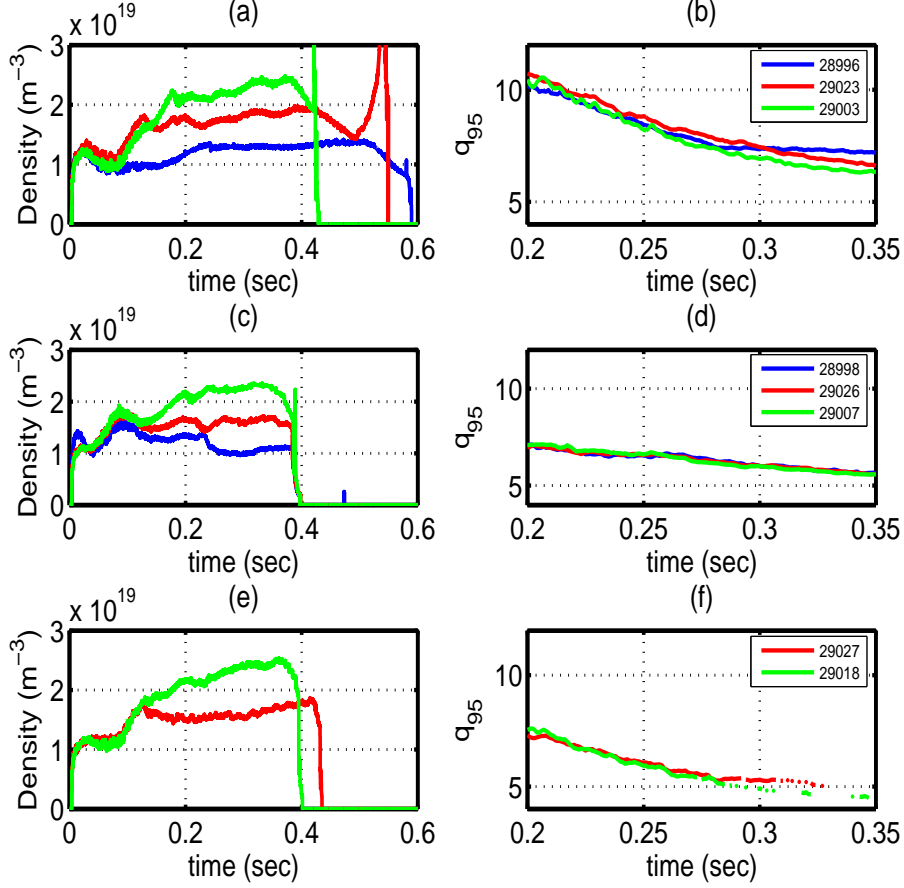 (a)
x 10^19
Density (m^−3)
3
2
1
0
0 0.2 0.4 0.6
time (sec)
(b)
q_95
10
5
28996
29023
29003
0.2 0.25 0.3 0.35
time (sec)
(c)
x 10^19
Density (m^−3)
3
2
1
0
0 0.2 0.4 0.6
time (sec)
(d)
q_95
10
5
28998
29026
29007
0.2 0.25 0.3 0.35
time (sec)
(e)
x 10^19
Density (m^−3)
3
2
1
0
0 0.2 0.4 0.6
time (sec)
(f)
q_95
10
5
29027
29018
0.2 0.25 0.3 0.35
time (sec)